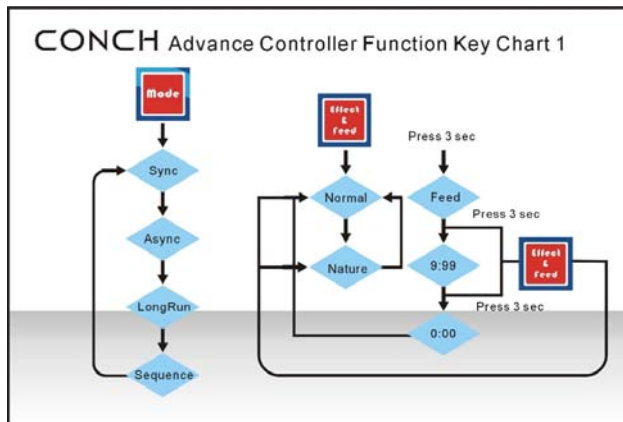 CONCH Advance Controller Function Key Chart 1
Mode
Sync
Async
LongRun
Sequence
Effect
&
Feed
Normal
Nature
Press 3 sec
Feed
Press 3 sec
9:99
Press 3 sec
0:00
Effect
&
Feed